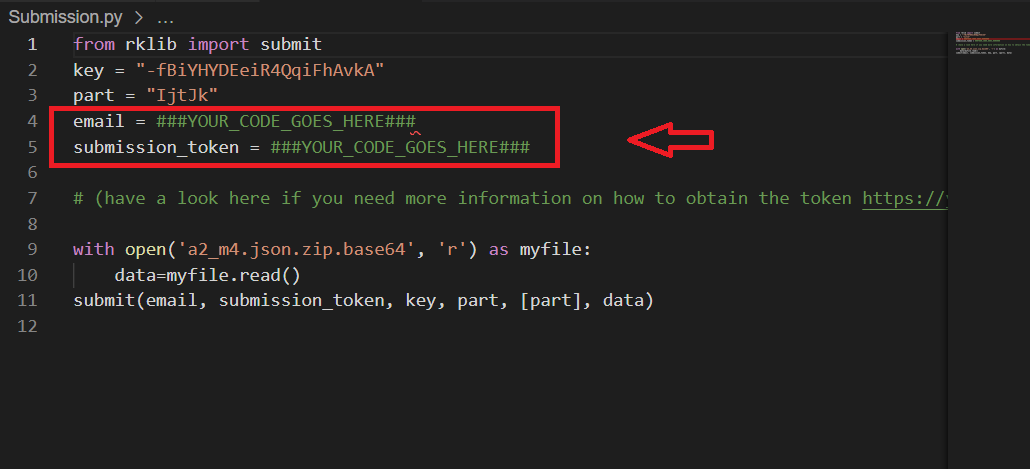 Submission.py > ...
1 from rklib import submit
2 key = "-fBiYHYDEeiR4QqiFhAvkA"
3 part = "IjtJk"
4 email = ###YOUR_CODE_GOES_HERE###
5 submission_token = ###YOUR_CODE_GOES_HERE###
6
7 # (have a look here if you need more information on how to obtain the token https://
8
9 with open('a2_m4.json.zip.base64', 'r') as myfile:
10 data=myfile.read()
11 submit(email, submission_token, key, part, [part], data)
12